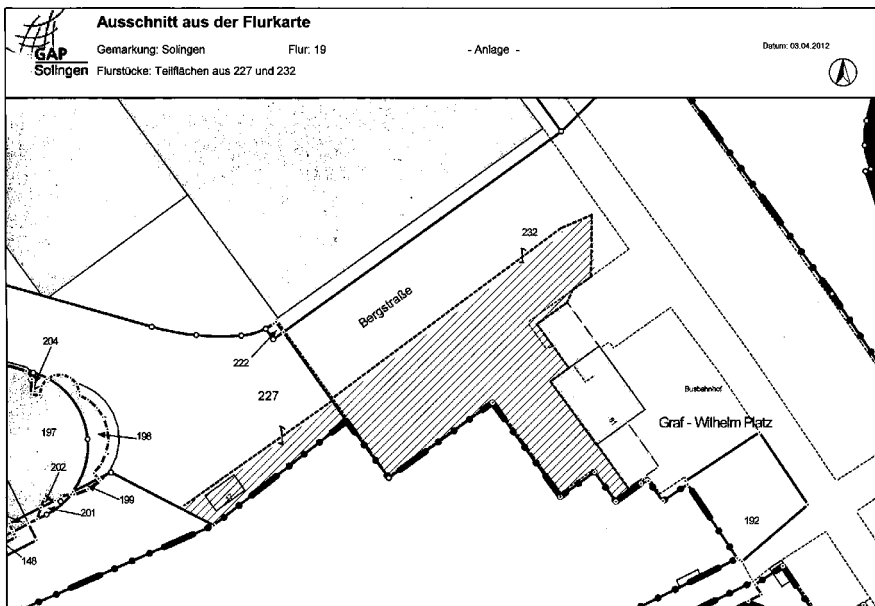 Ausschnitt aus der Flurkarte
GAP
Solingen
Gemarkung: Solingen Flur: 19 - Anlage - Datum: 03.04.2012
Flurstücke: Teilflächen aus 227 und 232
232
Bergstraße
222
204
227
Busbahnhof
Graf - Wilhelm Platz
197
198
202
199
201
192
148